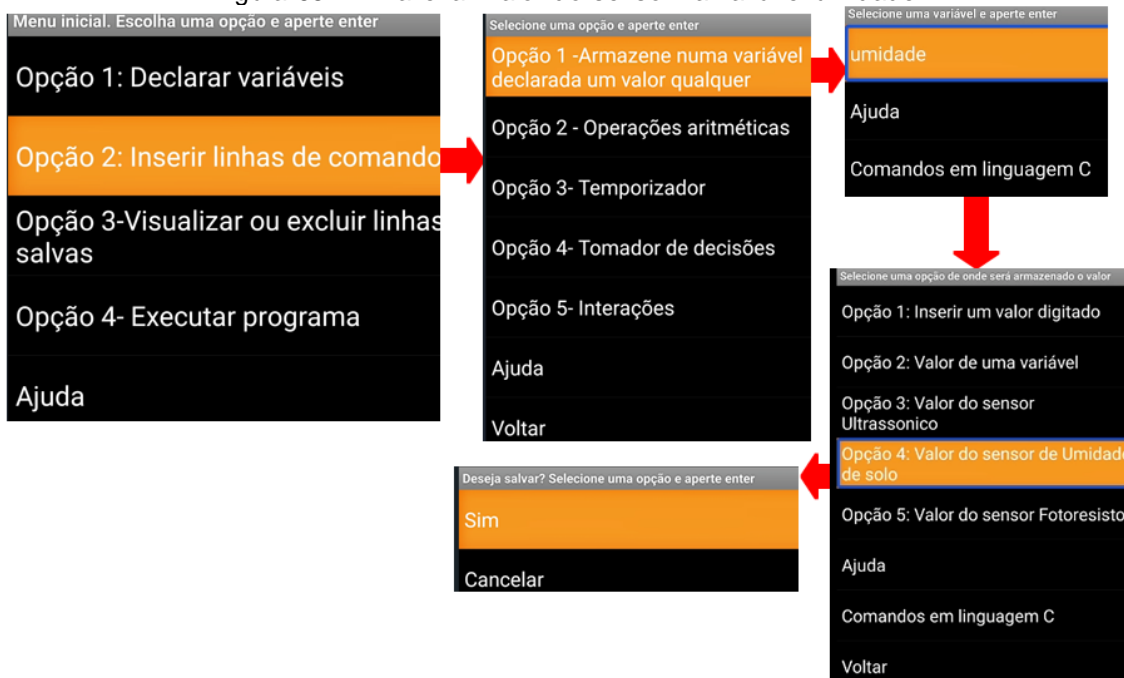 Menu inicial. Escolha uma opção e aperte enter
Opção 1: Declarar variáveis
Opção 2: Inserir linhas de comando
Opção 3-Visualizar ou excluir linhas
salvas
Opção 4- Executar programa
Ajuda
Selecione uma opção e aperte enter
Opção 1 -Armazene numa variável
declarada um valor qualquer
Opção 2 - Operações aritméticas
Opção 3- Temporizador
Opção 4- Tomador de decisões
Opção 5- Interações
Ajuda
Voltar
Selecione uma variável e aperte enter
umidade
Ajuda
Comandos em linguagem C
Selecione uma opção de onde será armazenado o valor
Opção 1: Inserir um valor digitado
Opção 2: Valor de uma variável
Opção 3: Valor do sensor
Ultrassonico
Opção 4: Valor do sensor de Umidade
de solo
Opção 5: Valor do sensor Fotoresisto
Ajuda
Comandos em linguagem C
Voltar
Deseja salvar? Selecione uma opção e aperte enter
Sim
Cancelar